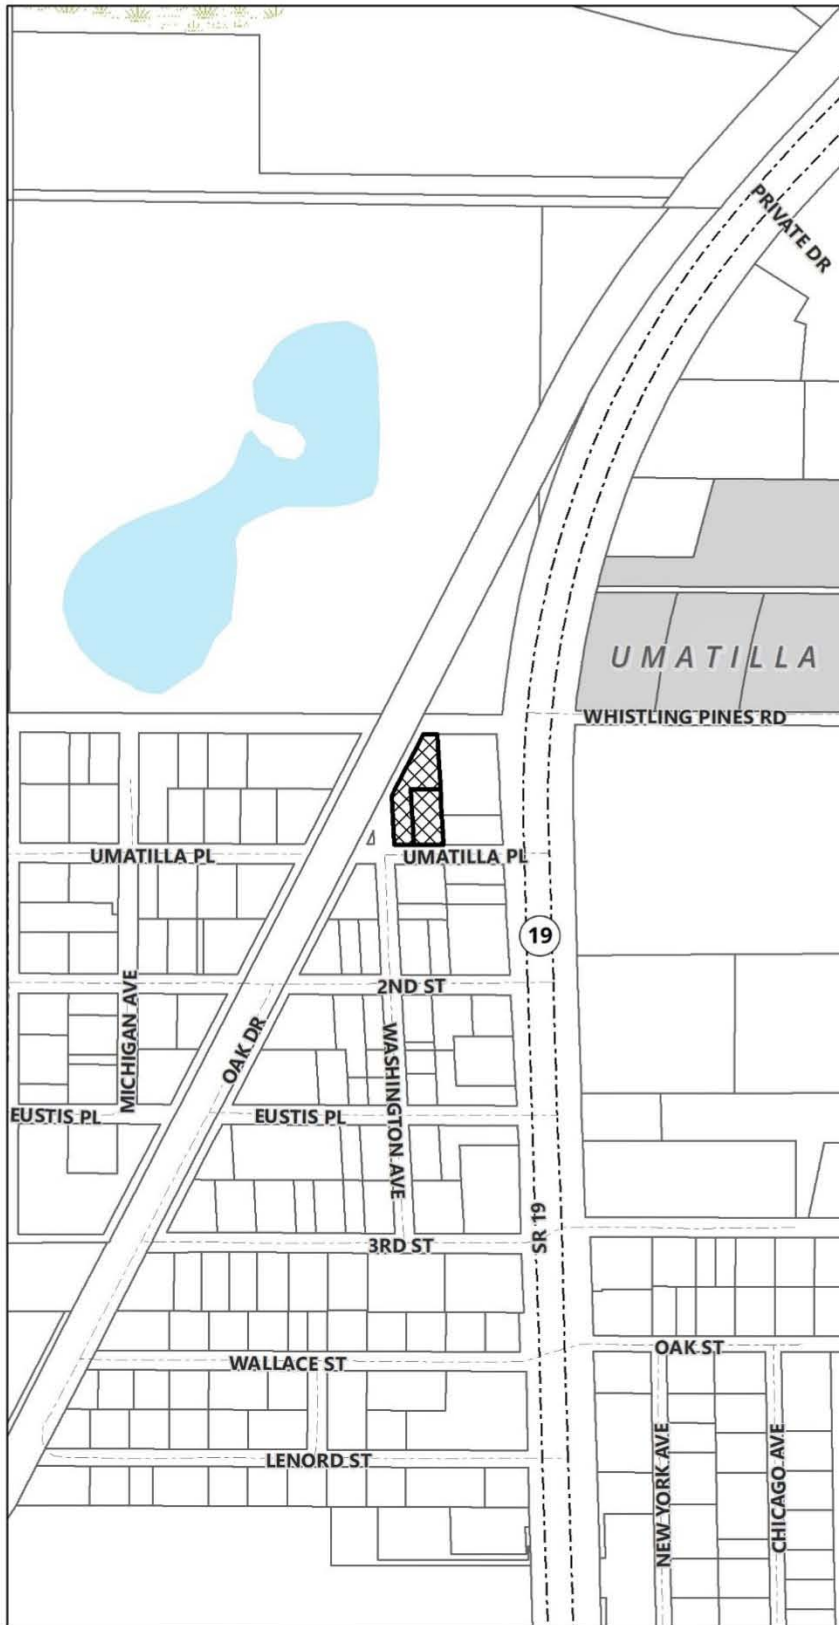 PRIVATE DR
UMATILLA
WHISTLING PINES RD
UMATILLA PL
UMATILLA PL
19
2ND ST
MICHIGAN AVE
OAK DR
WASHINGTON AVE
EUSTIS PL
EUSTIS PL
SR 19
3RD ST
OAK ST
WALLACE ST
NEW YORK AVE
CHICAGO AVE
LENORD ST